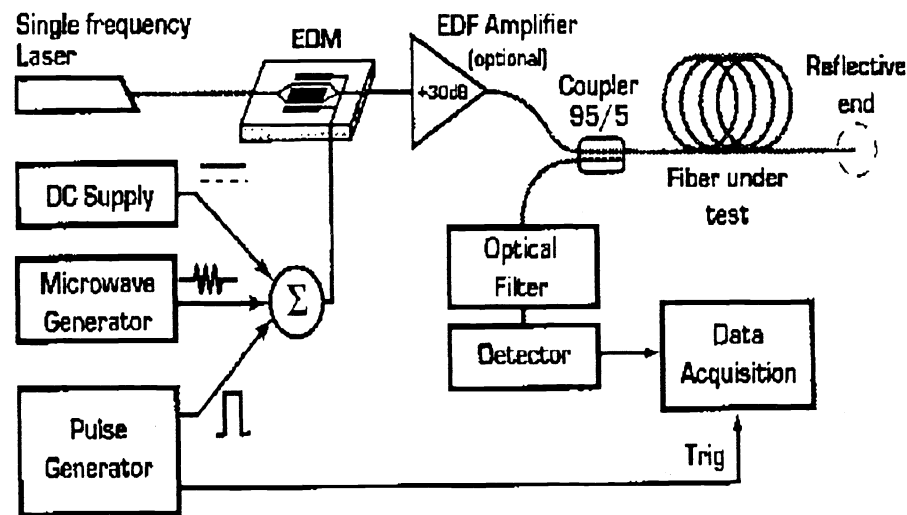 Single frequency
Laser
EOM
EDF Amplifier
(optional)
+30dB
Coupler
95/5
Reflective
end
Fiber under
test
DC Supply
Microwave
Generator
Σ
Pulse
Generator
Optical
Filter
Detector
Data
Acquisition
Trig